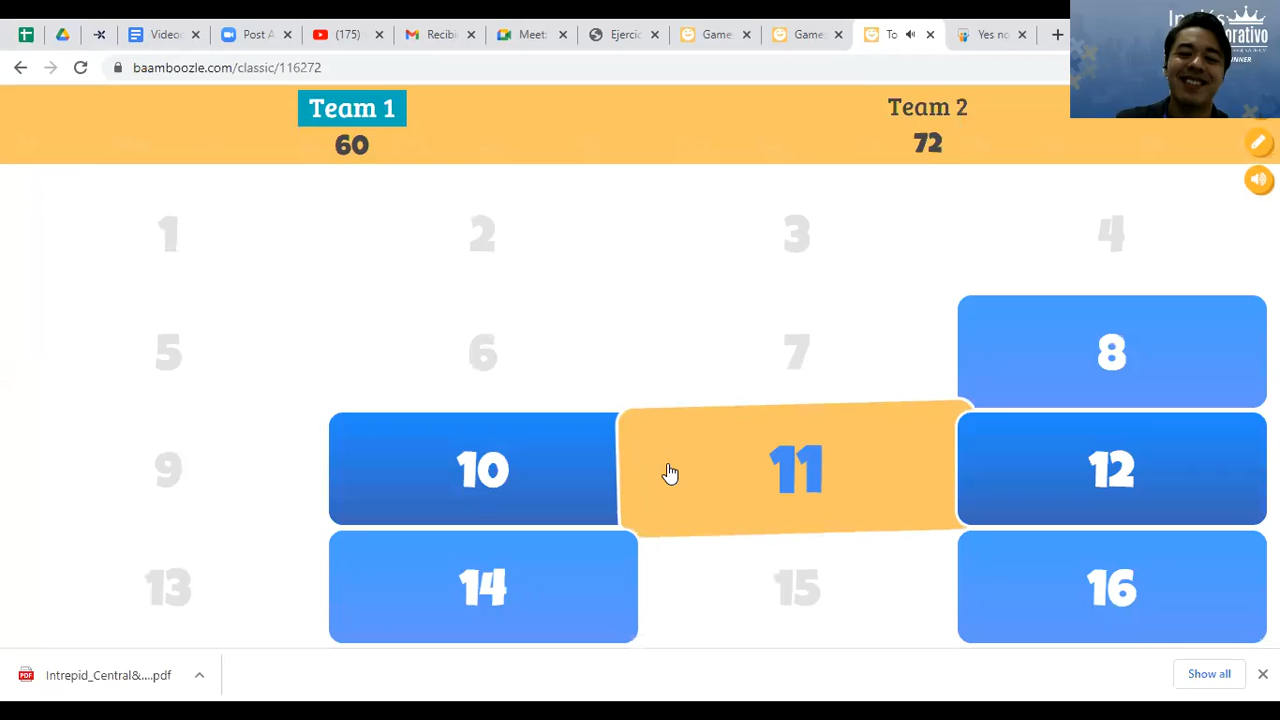 Video
Post A
(175)
Recib
Meet:
Ejercic
Game
Game
To
Yes no
baamboozle.com/classic/116272
Team 1
60
Team 2
72
1
2
3
4
5
6
7
8
9
10
11
12
13
14
15
16
Intrepid_Central&....pdf
Show all